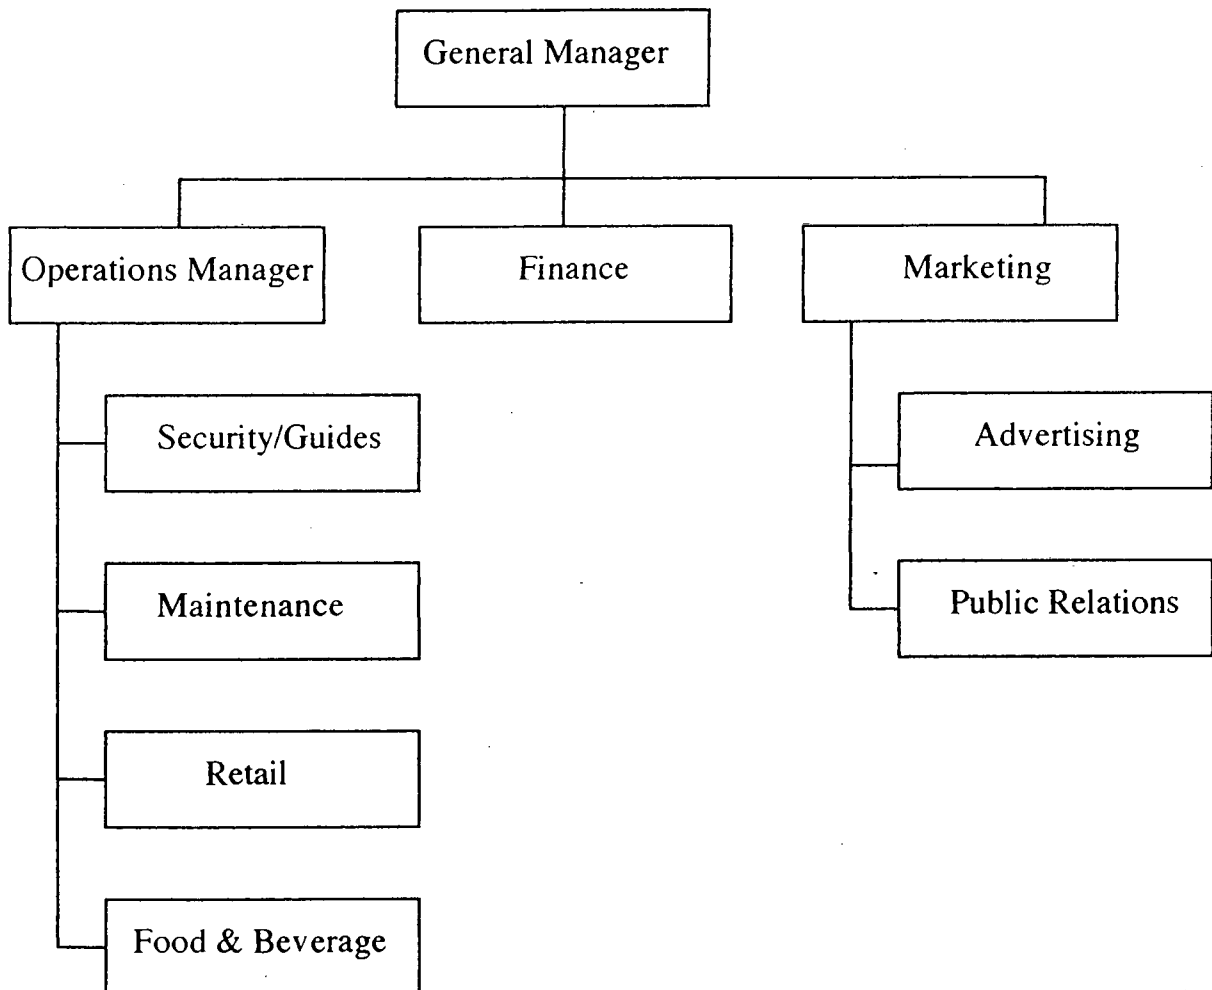 General Manager
Operations Manager
Finance
Marketing
Security/Guides
Advertising
Maintenance
Public Relations
Retail
Food & Beverage